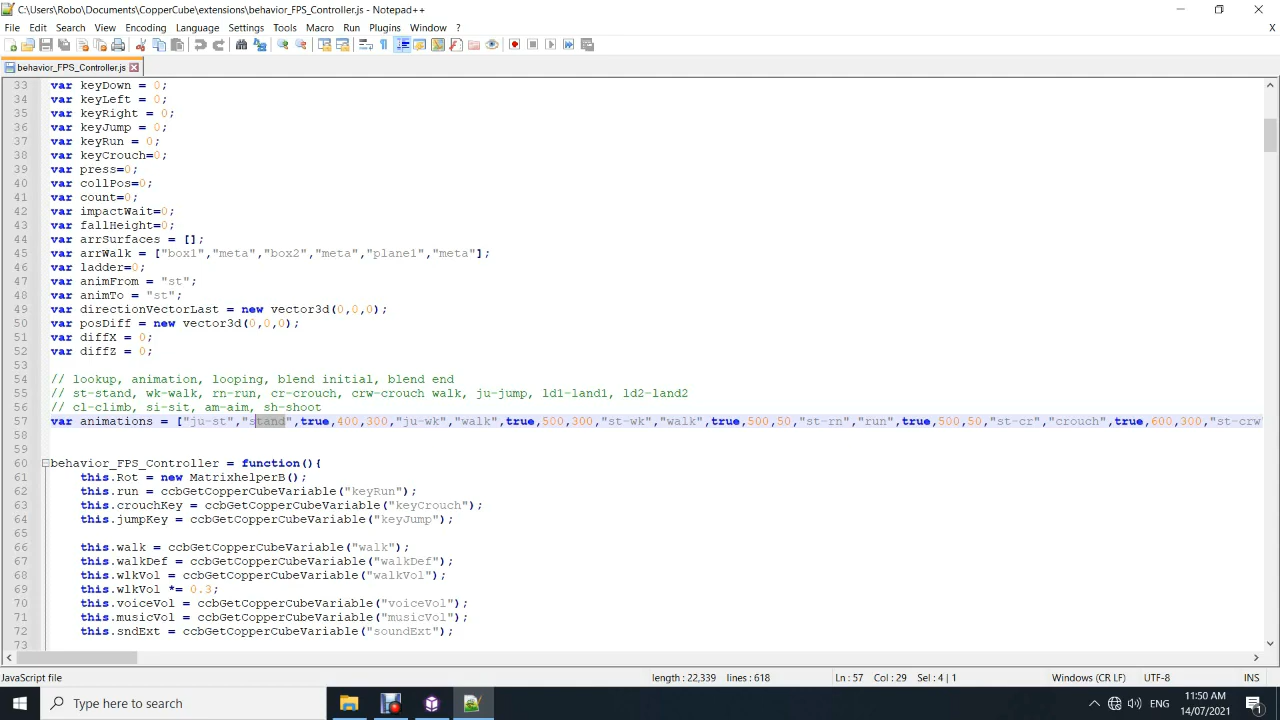 C:\Users\Robo\Documents\CopperCube\extensions\behavior_FPS_Controller.js - Notepad++
File Edit Search View Encoding Language Settings Tools Macro Run Plugins Window ? X
behavior_FPS_Controller.js
33 var keyDown = 0;
34 var keyLeft = 0;
35 var keyRight = 0;
36 var keyJump = 0;
37 var keyRun = 0;
38 var keyCrouch=0;
39 var press=0;
40 var collPos=0;
41 var count=0;
42 var impactWait=0;
43 var fallHeight=0;
44 var arrSurfaces = [];
45 var arrWalk = ["box1","meta","box2","meta","plane1","meta"];
46 var ladder=0;
47 var animFrom = "st";
48 var animTo = "st";
49 var directionVectorLast = new vector3d(0,0,0);
50 var posDiff = new vector3d(0,0,0);
51 var diffX = 0;
52 var diffZ = 0;
53
54 // lookup, animation, looping, blend initial, blend end
55 // st-stand, wk-walk, rn-run, cr-crouch, crw-crouch walk, ju-jump, ld1-land1, ld2-land2
56 // cl-climb, si-sit, am-aim, sh-shoot
57 var animations = ["ju-st","stand",true,400,300,"ju-wk","walk",true,500,300,"st-wk","walk",true,500,50,"st-rn","run",true,500,50,"st-cr","crouch",true,600,300,"st-crw
58
59
60 behavior_FPS_Controller = function(){
61 this.Rot = new MatrixhelperB();
62 this.run = ccbGetCopperCubeVariable("keyRun");
63 this.crouchKey = ccbGetCopperCubeVariable("keyCrouch");
64 this.jumpKey = ccbGetCopperCubeVariable("keyJump");
65
66 this.walk = ccbGetCopperCubeVariable("walk");
67 this.walkDef = ccbGetCopperCubeVariable("walkDef");
68 this.wlkVol = ccbGetCopperCubeVariable("walkVol");
69 this.wlkVol *= 0.3;
70 this.voiceVol = ccbGetCopperCubeVariable("voiceVol");
71 this.musicVol = ccbGetCopperCubeVariable("musicVol");
72 this.sndExt = ccbGetCopperCubeVariable("soundExt");
73
JavaScript file length : 22,339 lines : 618 Ln : 57 Col : 29 Sel : 4 | 1 Windows (CR LF) UTF-8 INS
Type here to search ENG 11:50 AM
14/07/2021